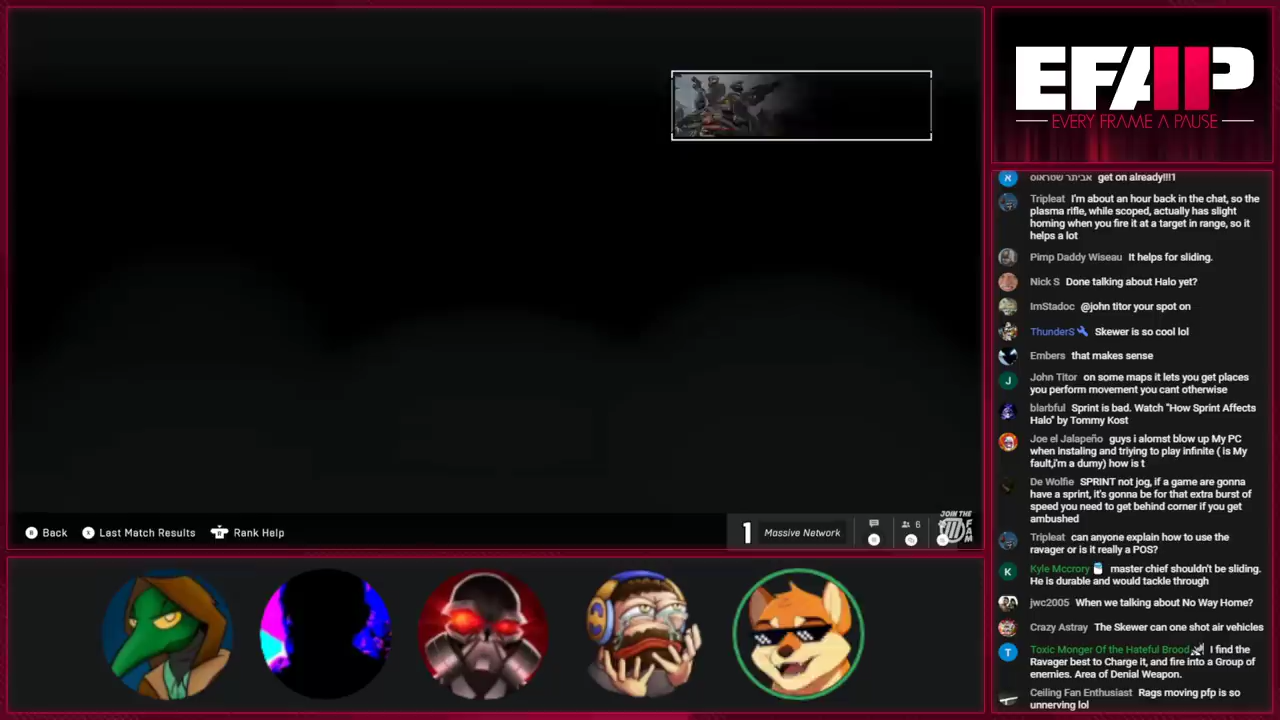 EFAP
EVERY FRAME A PAUSE
אביתר שטראוס get on already!!!1
Tripleat I'm about an hour back in the chat, so the
plasma rifle, while scoped, actually has slight
homing when you fire it at a target in range, so it
helps a lot
Pimp Daddy Wiseau It helps for sliding.
Nick S Done talking about Halo yet?
ImStadoc @john titor your spot on
ThunderS Skewer is so cool lol
Embers that makes sense
J John Titor on some maps it lets you get places
you perform movement you cant otherwise
blarbful Sprint is bad. Watch "How Sprint Affects
Halo" by Tommy Kost
Joe el Jalapeño guys i alomst blow up My PC
when instaling and triying to play infinite ( is My
fault,i'm a dumy) how is t
De Wolfie SPRINT not jog, if a game are gonna
have a sprint, it's gonna be for that extra burst of
speed you need to get behind corner if you get
ambushed
Tripleat can anyone explain how to use the
ravager or is it really a POS?
K Kyle Mccrory master chief shouldn't be sliding.
He is durable and would tackle through
jwc2005 When we talking about No Way Home?
Crazy Astray The Skewer can one shot air vehicles
T Toxic Monger Of the Hateful Brood I find the
Ravager best to Charge it, and fire into a Group of
enemies. Area of Denial Weapon.
Ceiling Fan Enthusiast Rags moving pfp is so
unnerving lol
Back Last Match Results Rank Help
1 Massive Network 6
JOIN THE
FAM